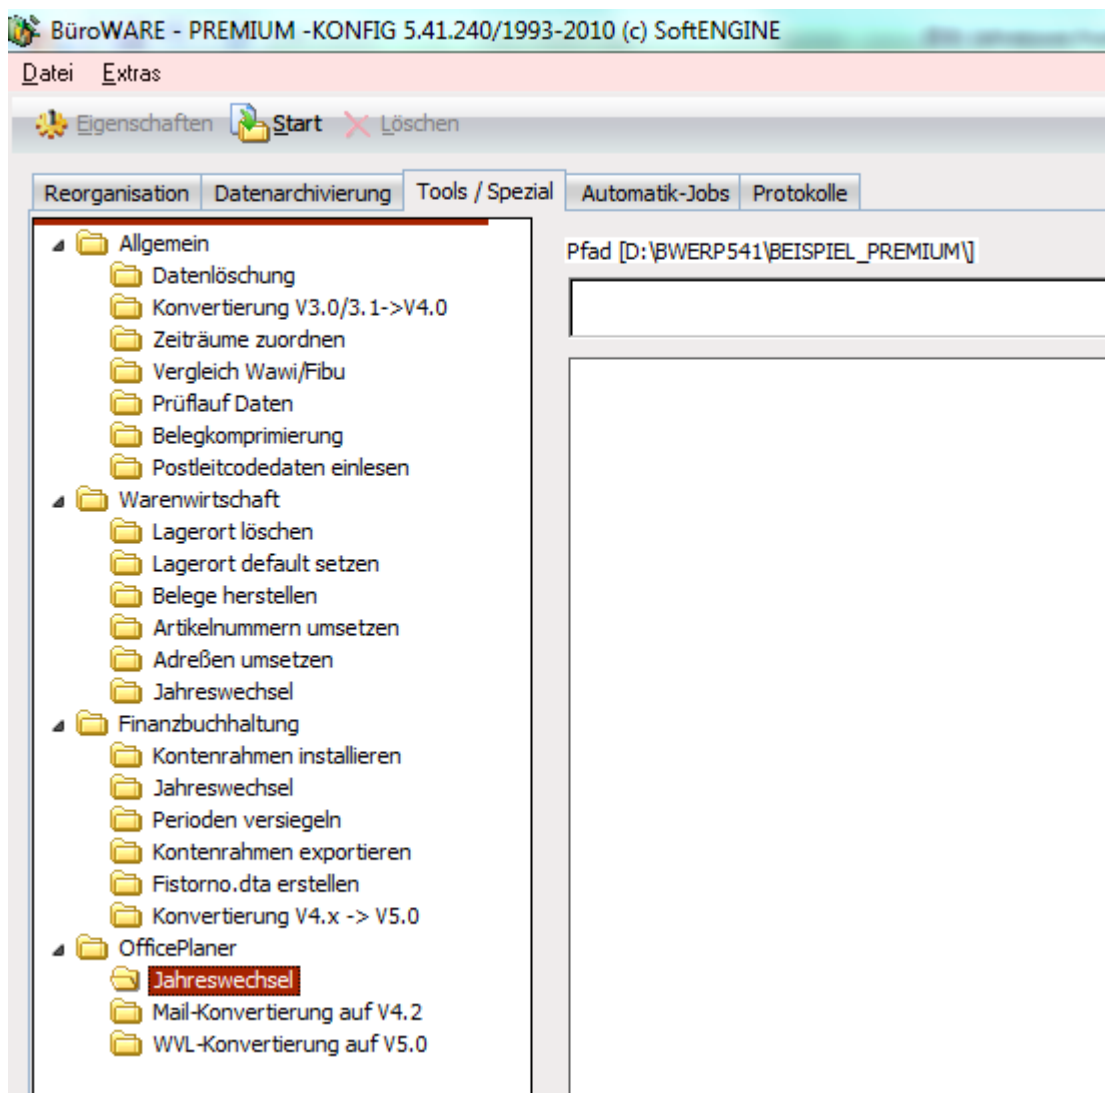 BüroWARE - PREMIUM -KONFIG 5.41.240/1993-2010 (c) SoftENGINE
Datei Extras
Eigenschaften Start Löschen
Reorganisation Datenarchivierung Tools / Spezial Automatik-Jobs Protokolle
Allgemein
Pfad [D:\BWERP541\BEISPIEL_PREMIUM\]
Datenlöschung
Konvertierung V3.0/3.1->V4.0
Zeiträume zuordnen
Vergleich Wawi/Fibu
Prüflauf Daten
Belegkomprimierung
Postleitcodedaten einlesen
Warenwirtschaft
Lagerort löschen
Lagerort default setzen
Belege herstellen
Artikelnummern umsetzen
Adreßen umsetzen
Jahreswechsel
Finanzbuchhaltung
Kontenrahmen installieren
Jahreswechsel
Perioden versiegeln
Kontenrahmen exportieren
Fistorno.dta erstellen
Konvertierung V4.x -> V5.0
OfficePlaner
Jahreswechsel
Mail-Konvertierung auf V4.2
WVL-Konvertierung auf V5.0